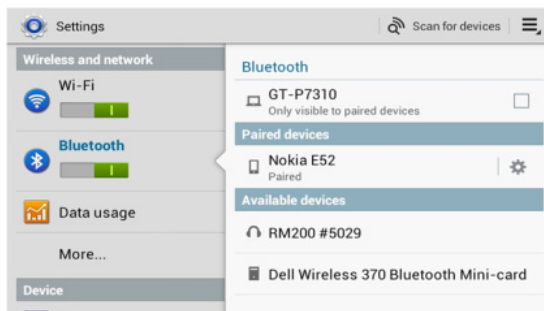 Settings
Scan for devices
Wireless and network
Wi-Fi
Bluetooth
Data usage
More...
Device
Bluetooth
GT-P7310
Only visible to paired devices
Paired devices
Nokia E52
Paired
Available devices
RM200 #5029
Dell Wireless 370 Bluetooth Mini-card